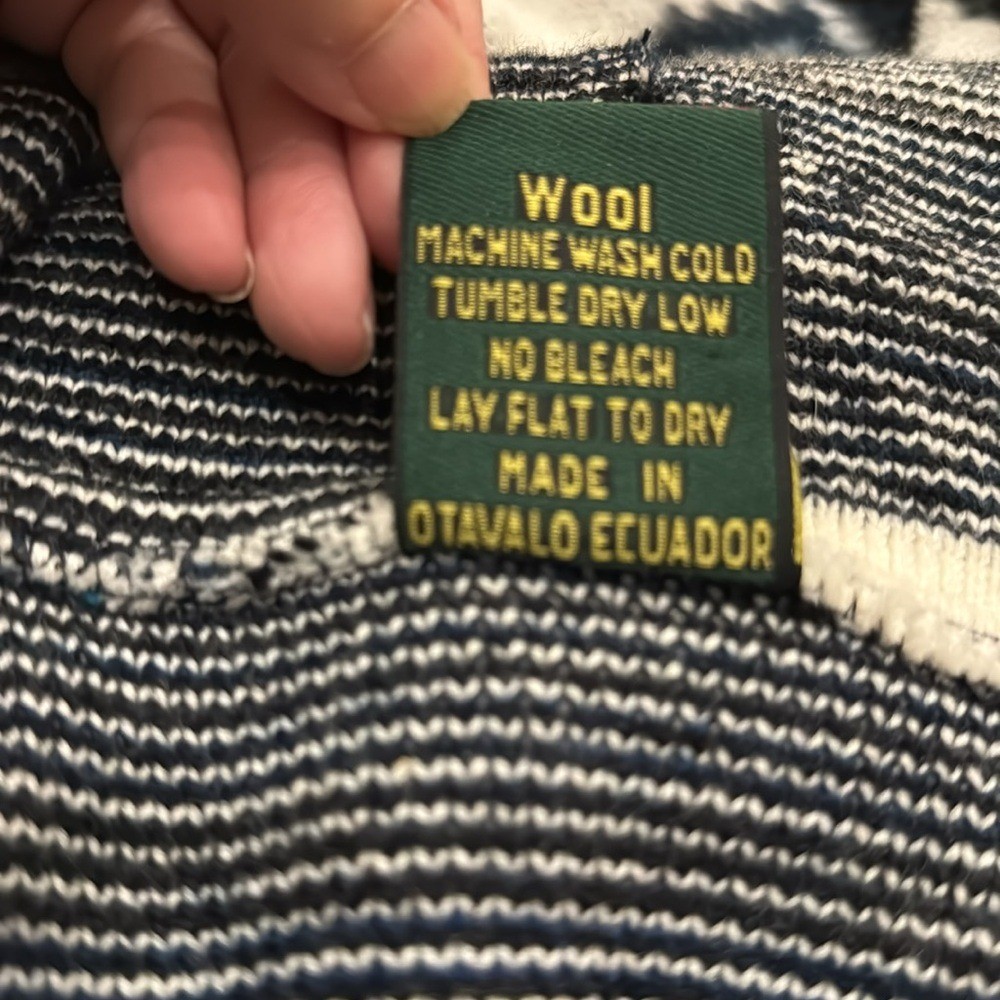 Wool
MACHINE WASH COLD
TUMBLE DRY LOW
NO BLEACH
LAY FLAT TO DRY
MADE IN
OTAVALO ECUADOR